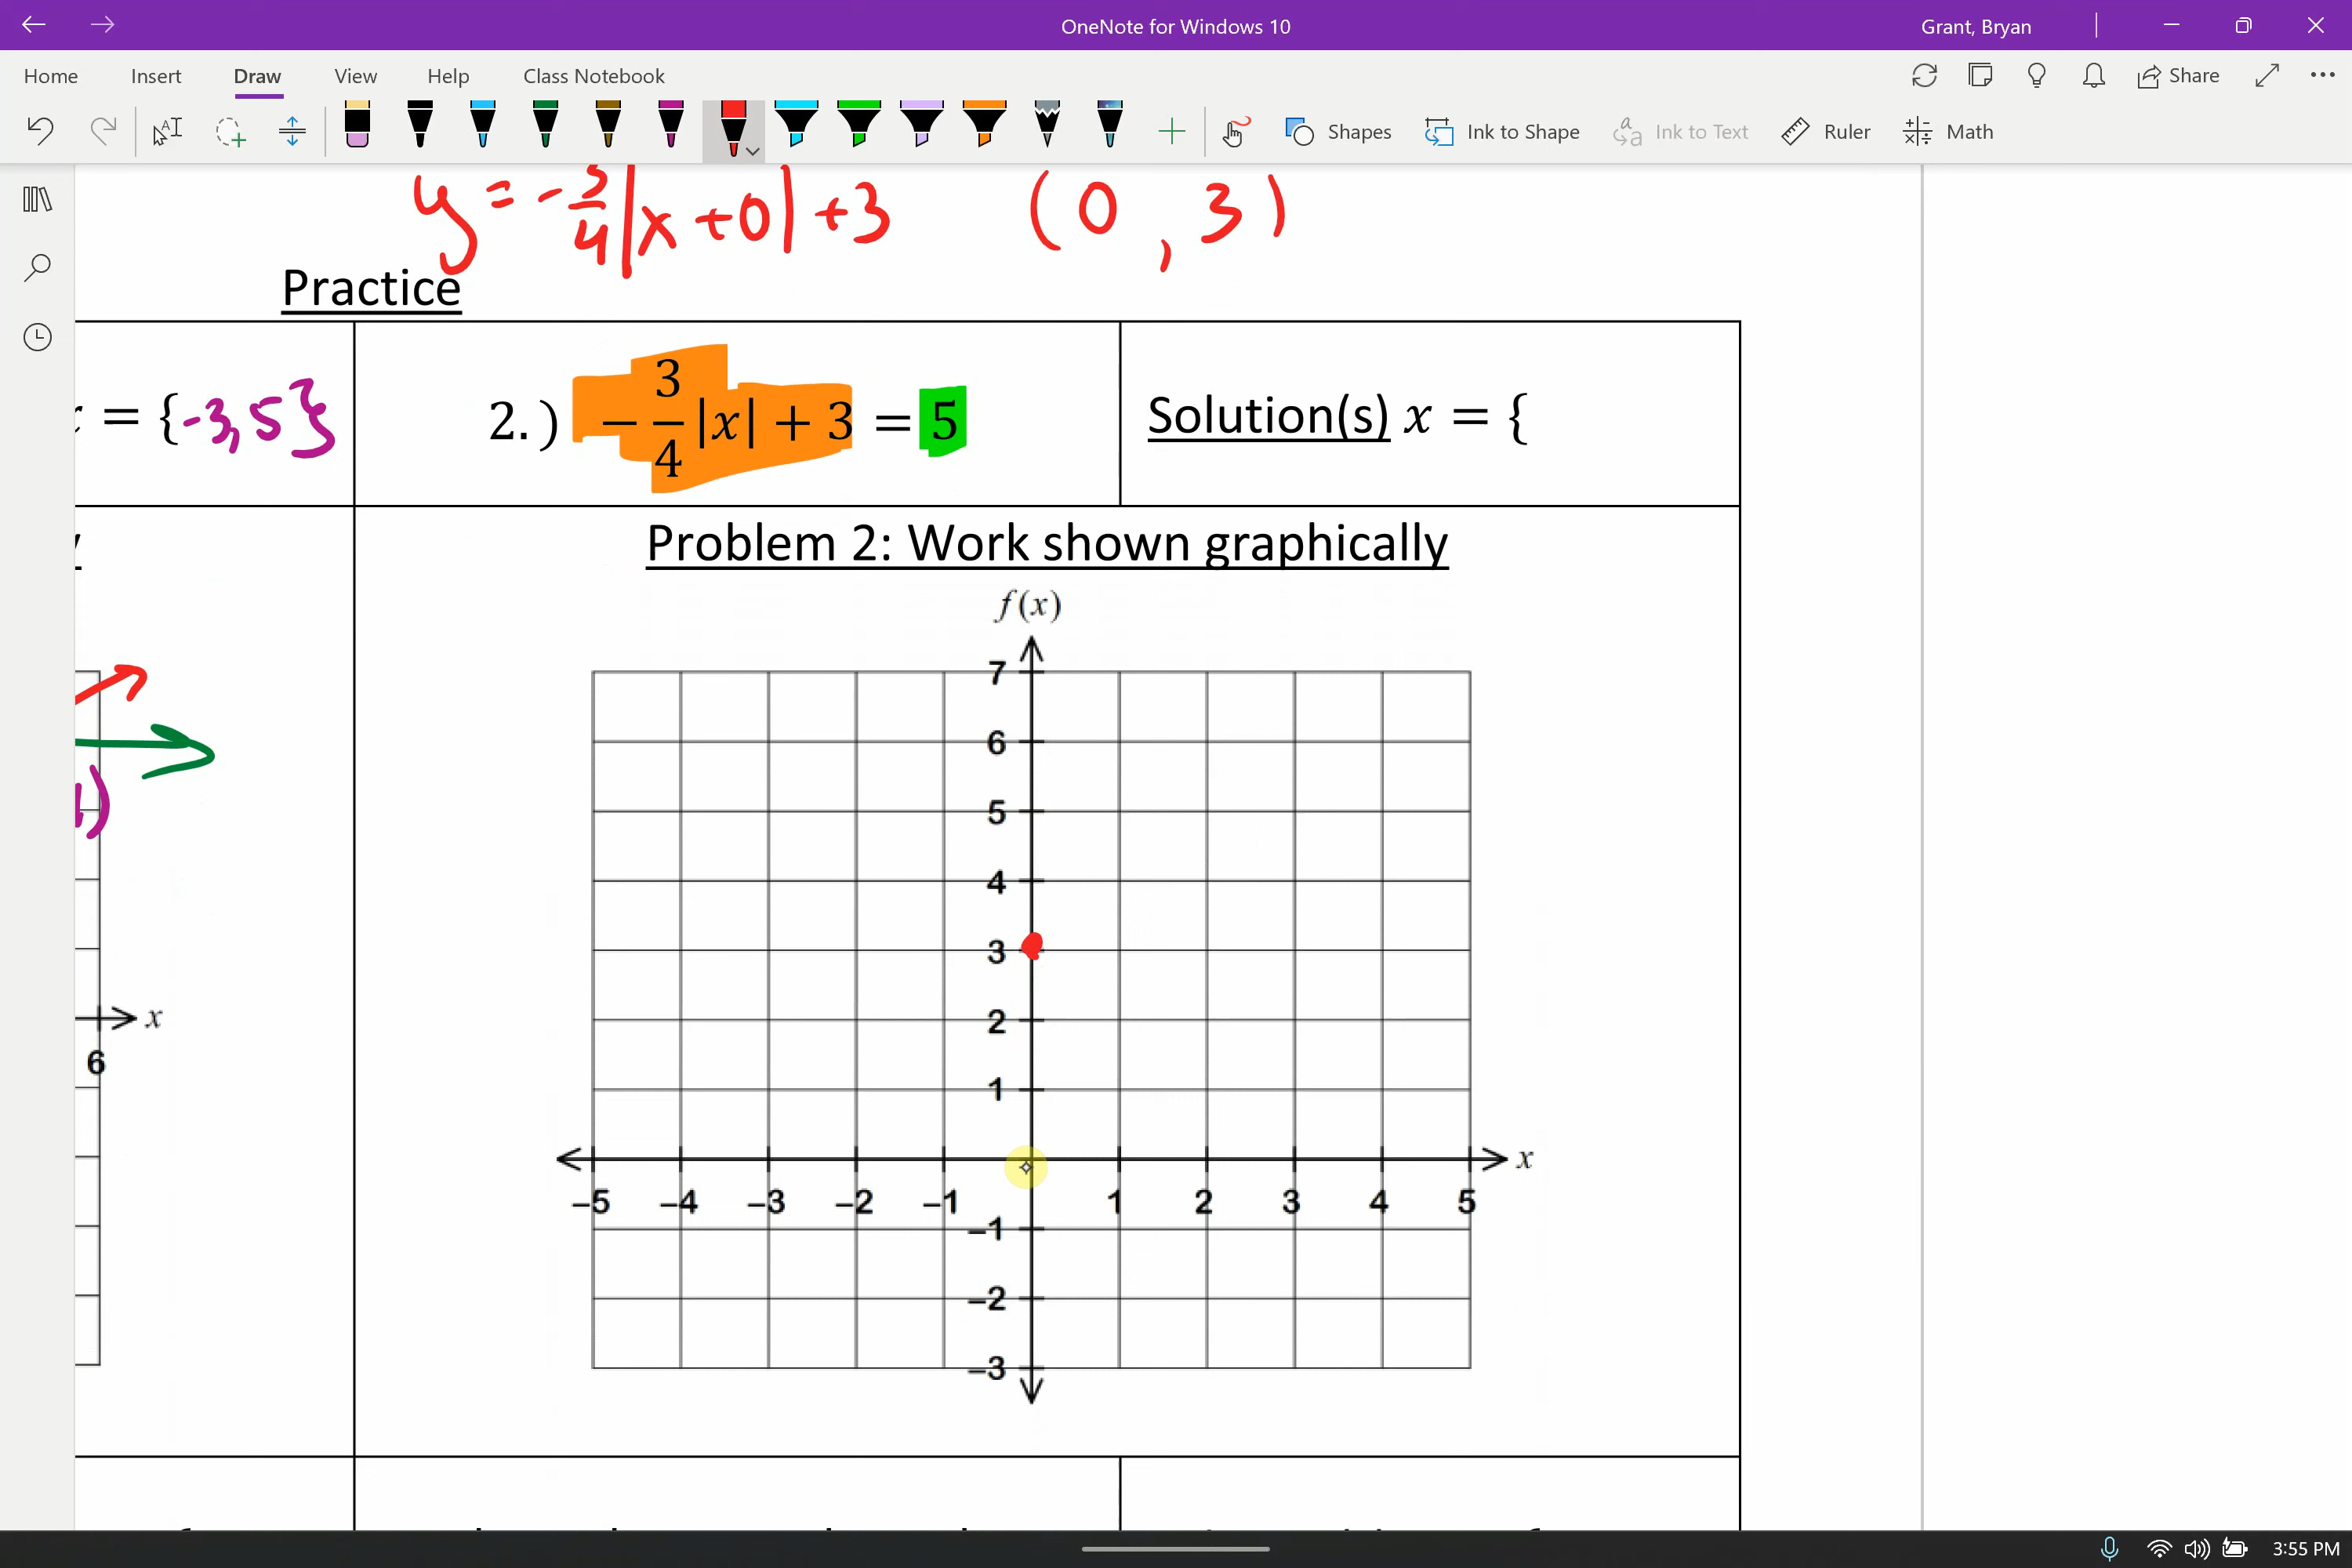 OneNote for Windows 10
Grant, Bryan
Home Insert Draw View Help Class Notebook
Share
Shapes Ink to Shape Ink to Text Ruler Math
y = -3/4|x+0|+3 (0, 3)
Practice
= {-3,5} 2.) −3/4|x| + 3 = 5 Solution(s) x = {
Problem 2: Work shown graphically
f(x)
7
6
5
4
3
2
1
x
x
6
−5 −4 −3 −2 −1 1 2 3 4 5
−1
−2
−3
3:55 PM